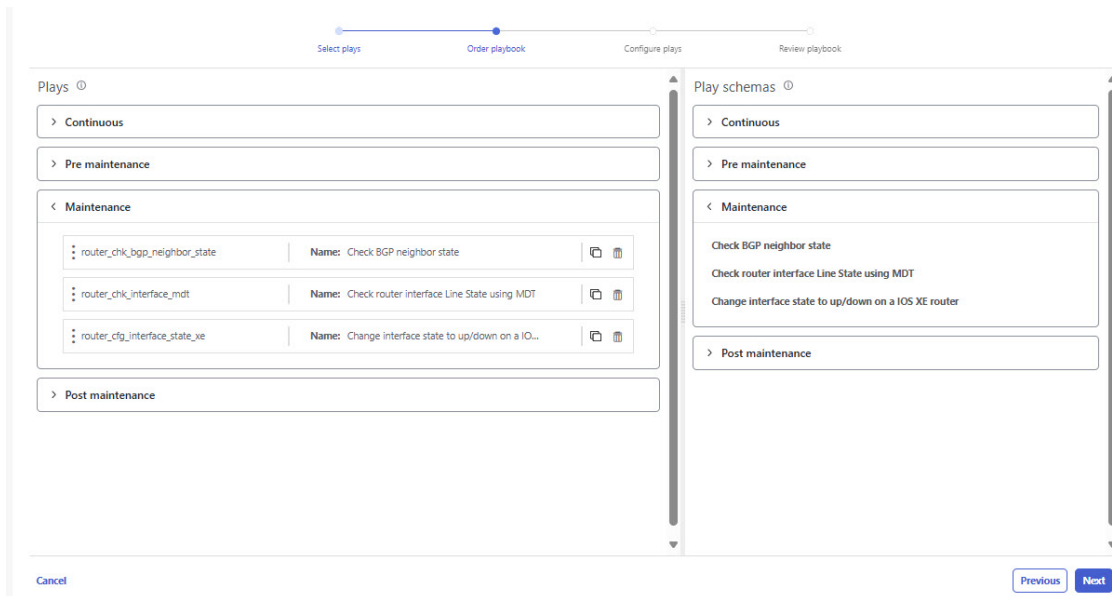 Select plays
Order playbook
Configure plays
Review playbook
Plays
Continuous
Pre maintenance
Maintenance
router_chk_bgp_neighbor_state Name: Check BGP neighbor state
router_chk_interface_mdt Name: Check router interface Line State using MDT
router_cfg_interface_state_xe Name: Change interface state to up/down on a IO...
Post maintenance
Play schemas
Continuous
Pre maintenance
Maintenance
Check BGP neighbor state
Check router interface Line State using MDT
Change interface state to up/down on a IOS XE router
Post maintenance
Cancel
Previous
Next